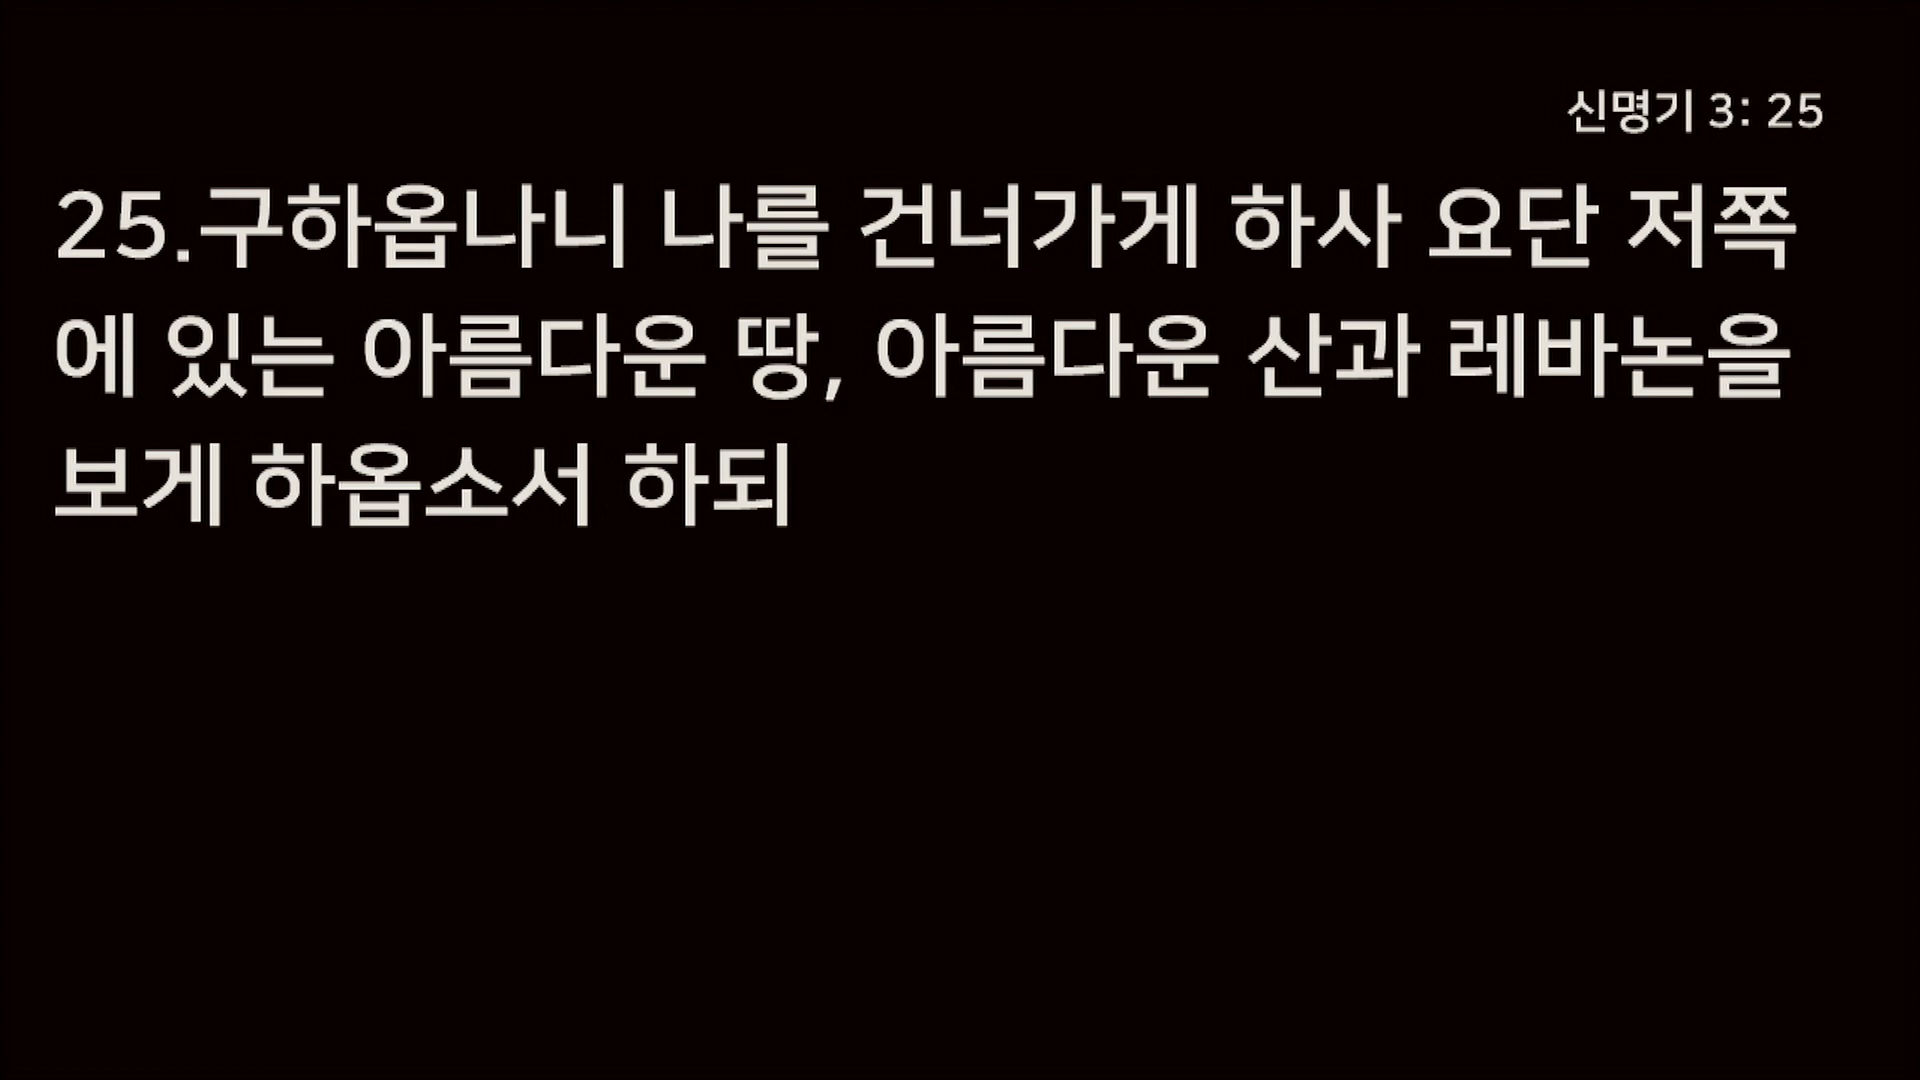 신명기 3: 25
25.구하옵나니 나를 건너가게 하사 요단 저쪽
에 있는 아름다운 땅, 아름다운 산과 레바논을
보게 하옵소서 하되